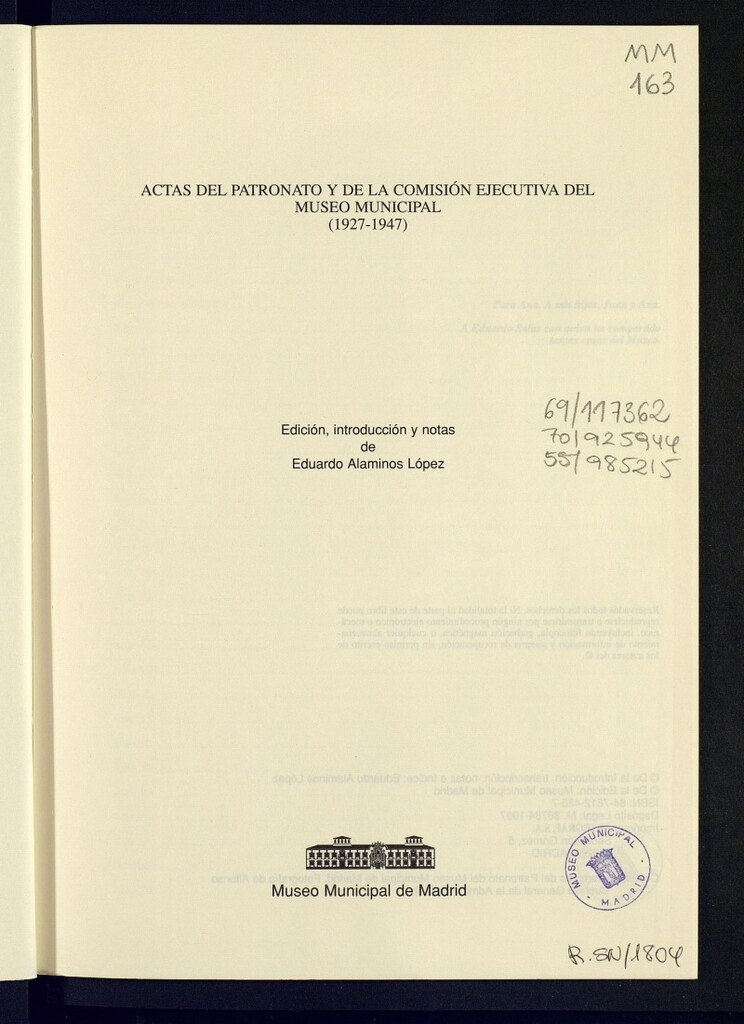 MM
163
ACTAS DEL PATRONATO Y DE LA COMISIÓN EJECUTIVA DEL
MUSEO MUNICIPAL
(1927-1947)
69/117362
70/925944
55/985215
Edición, introducción y notas
de
Eduardo Alaminos López
MUSEO MUNICIPAL
- MADRID -
Museo Municipal de Madrid
R.SN/1804